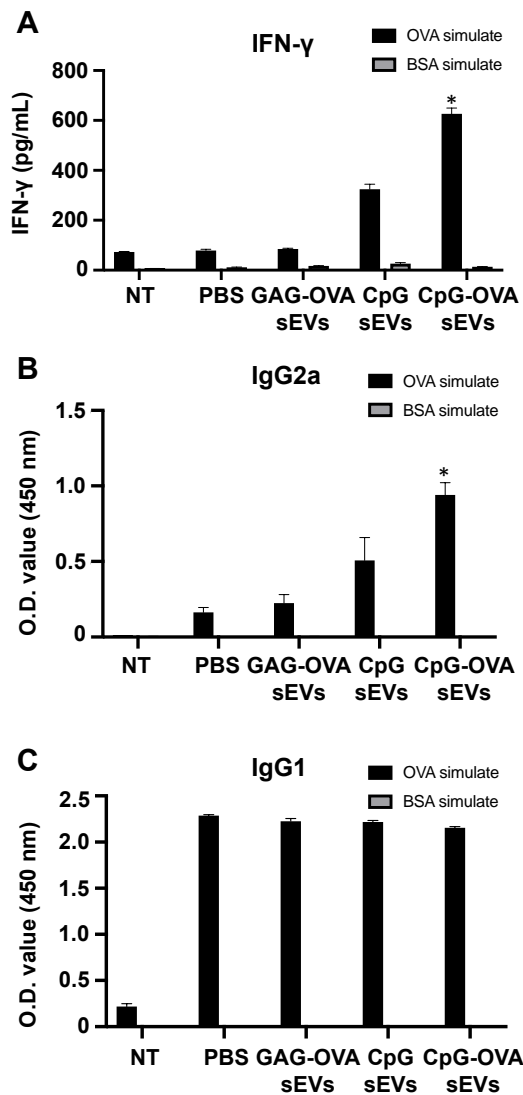 A
IFN-γ
OVA simulate
BSA simulate
IFN-γ (pg/mL)
800
600
400
200
0
*
NT PBS GAG-OVA CpG CpG-OVA
sEVs sEVs sEVs
B
IgG2a
OVA simulate
BSA simulate
O.D. value (450 nm)
1.5
1.0
0.5
0
*
NT PBS GAG-OVA CpG CpG-OVA
sEVs sEVs sEVs
C
IgG1
OVA simulate
BSA simulate
O.D. value (450 nm)
2.5
2.0
1.5
1.0
0.5
0
NT PBS GAG-OVA CpG CpG-OVA
sEVs sEVs sEVs